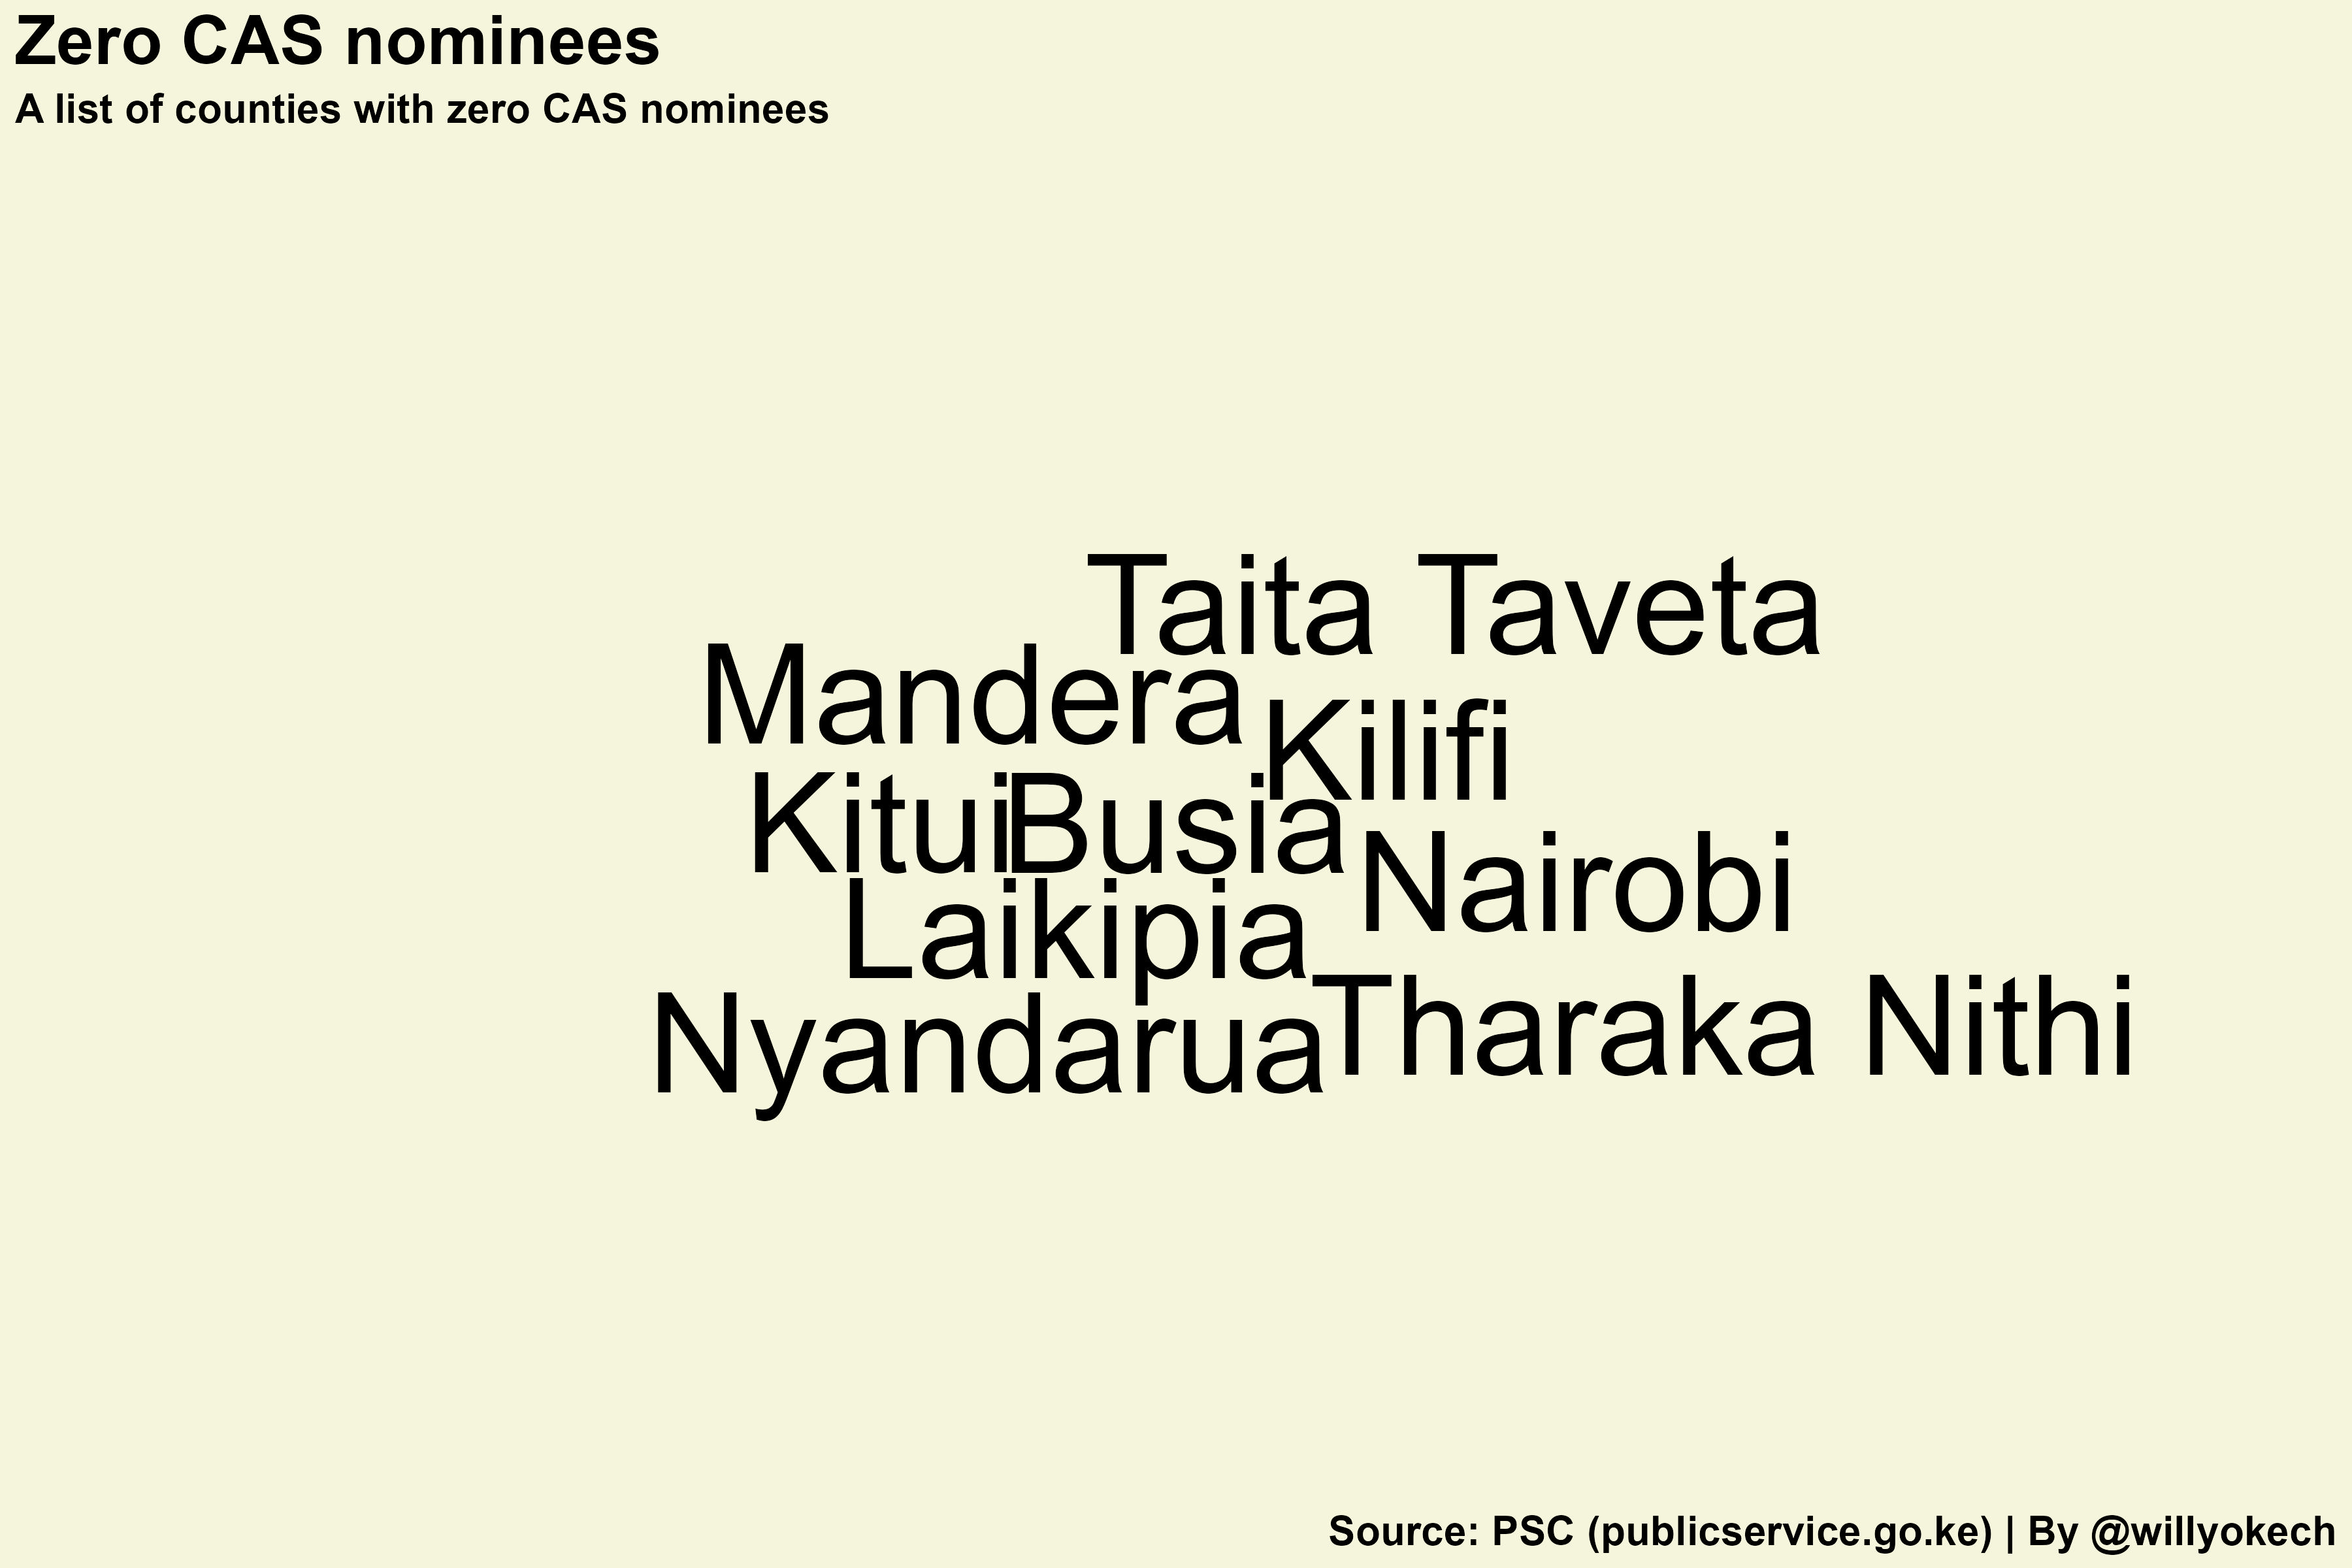 Zero CAS nominees
A list of counties with zero CAS nominees
Taita Taveta
Mandera
Kilifi
Kitui
Busia
Nairobi
Laikipia
Tharaka Nithi
Nyandarua
Source: PSC (publicservice.go.ke) | By @willyokech